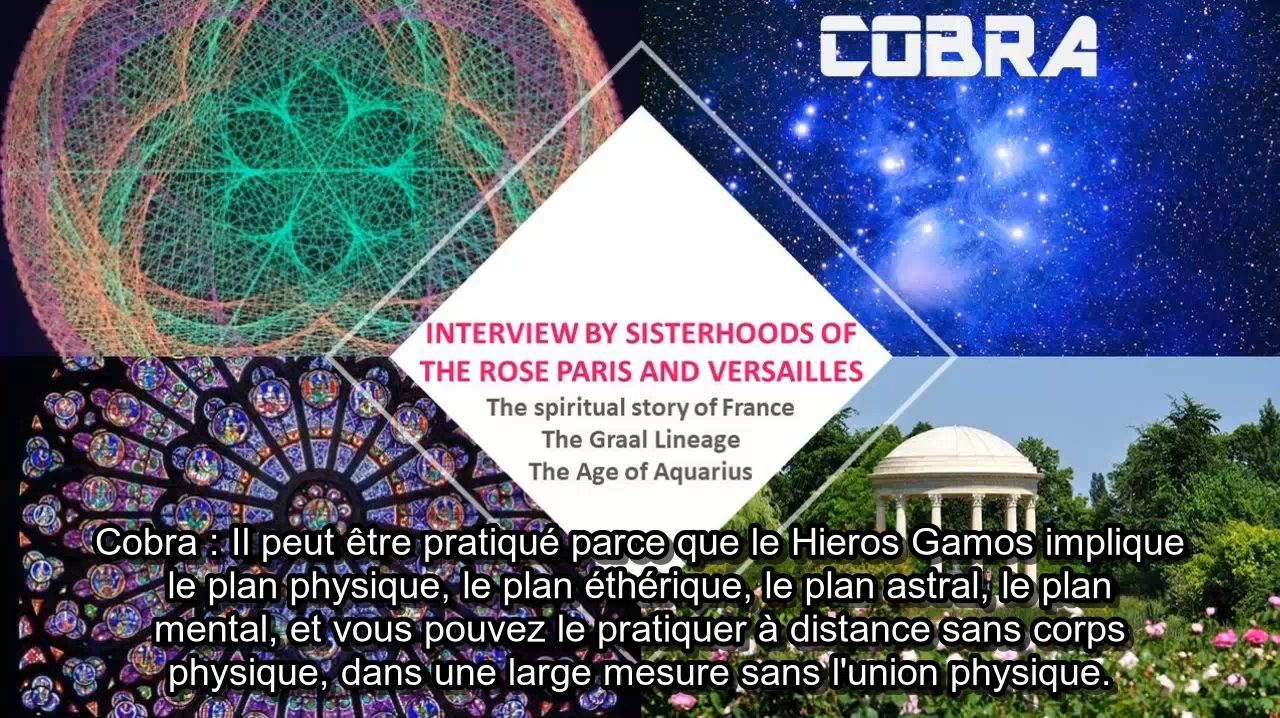 COBRA
INTERVIEW BY SISTERHOODS OF
THE ROSE PARIS AND VERSAILLES
The spiritual story of France
The Graal Lineage
The Age of Aquarius
Cobra : Il peut être pratiqué parce que le Hieros Gamos implique
le plan physique, le plan éthérique, le plan astral, le plan
mental, et vous pouvez le pratiquer à distance sans corps
physique, dans une large mesure sans l'union physique.